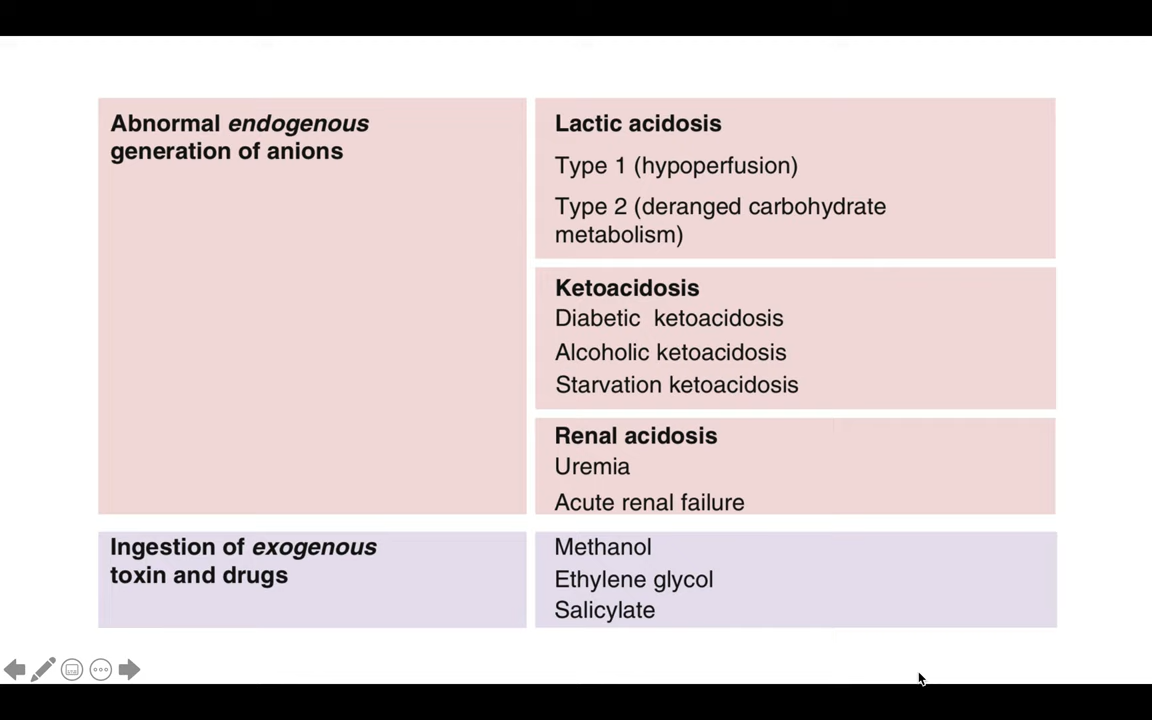 Abnormal endogenous
generation of anions
Lactic acidosis
Type 1 (hypoperfusion)
Type 2 (deranged carbohydrate
metabolism)
Ketoacidosis
Diabetic  ketoacidosis
Alcoholic ketoacidosis
Starvation ketoacidosis
Renal acidosis
Uremia
Acute renal failure
Ingestion of exogenous
toxin and drugs
Methanol
Ethylene glycol
Salicylate